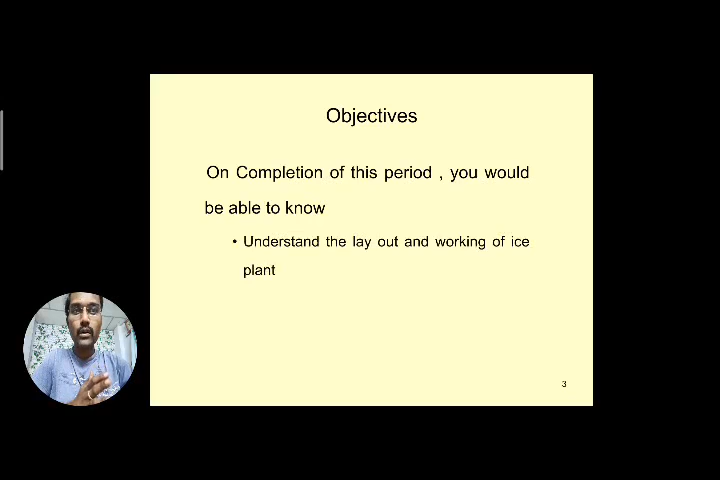 Objectives
On Completion of this period , you would
be able to know
• Understand the lay out and working of ice
plant
3